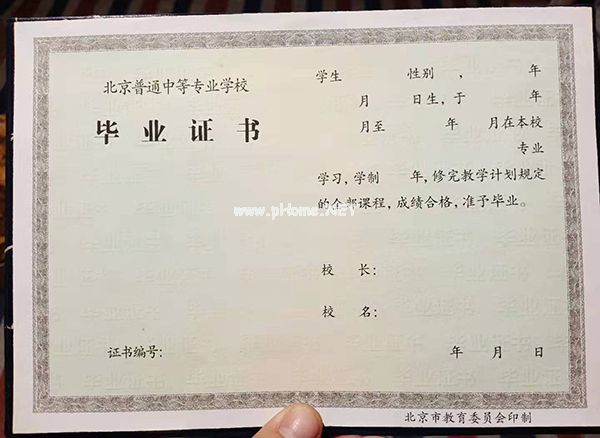 北京普通中等专业学校
毕业证书
证书编号：
学生 性别 ， 年
月 日生，于 年
月至 年 月在本校
专业
学习，学制 年，修完教学计划规定
的全部课程，成绩合格，准予毕业。
校 长：
校 名：
年 月 日
北京市教育委员会印制
www.pHome.NET